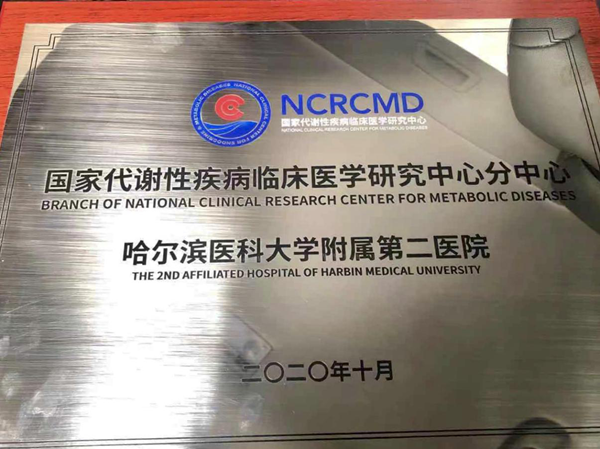 NCRCMD
国家代谢性疾病临床医学研究中心
NATIONAL CLINICAL RESEARCH CENTER FOR METABOLIC DISEASES
国家代谢性疾病临床医学研究中心分中心
BRANCH OF NATIONAL CLINICAL RESEARCH CENTER FOR METABOLIC DISEASES
哈尔滨医科大学附属第二医院
THE 2ND AFFILIATED HOSPITAL OF HARBIN MEDICAL UNIVERSITY
二〇二〇年十月